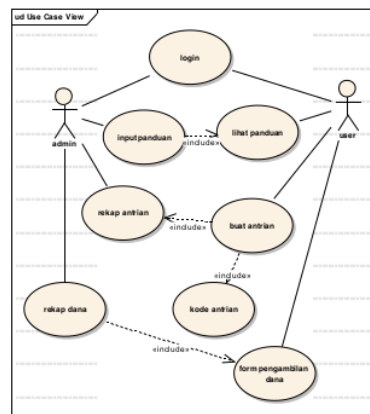 ud Use Case View
login
admin
user
input panduan
lihat panduan
«include»
rekap antrian
buat antrian
«include»
«include»
rekap dana
kode antrian
«include»
form pengambilan
dana